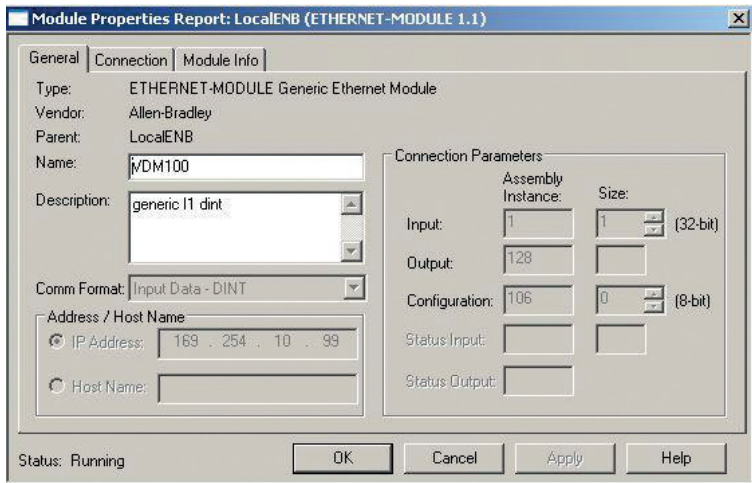 Module Properties Report: LocalENB (ETHERNET-MODULE 1.1)
General Connection Module Info
Type: ETHERNET-MODULE Generic Ethernet Module
Vendor: Allen-Bradley
Parent: LocalENB
Name: VDM100
Description: generic I1 dint
Comm Format: Input Data - DINT
Address / Host Name
IP Address: 169 . 254 . 10 . 99
Host Name:
Connection Parameters
Assembly Instance: Size:
Input: 1 1 (32-bit)
Output: 128
Configuration: 106 0 (8-bit)
Status Input:
Status Output:
Status: Running
OK Cancel Apply Help